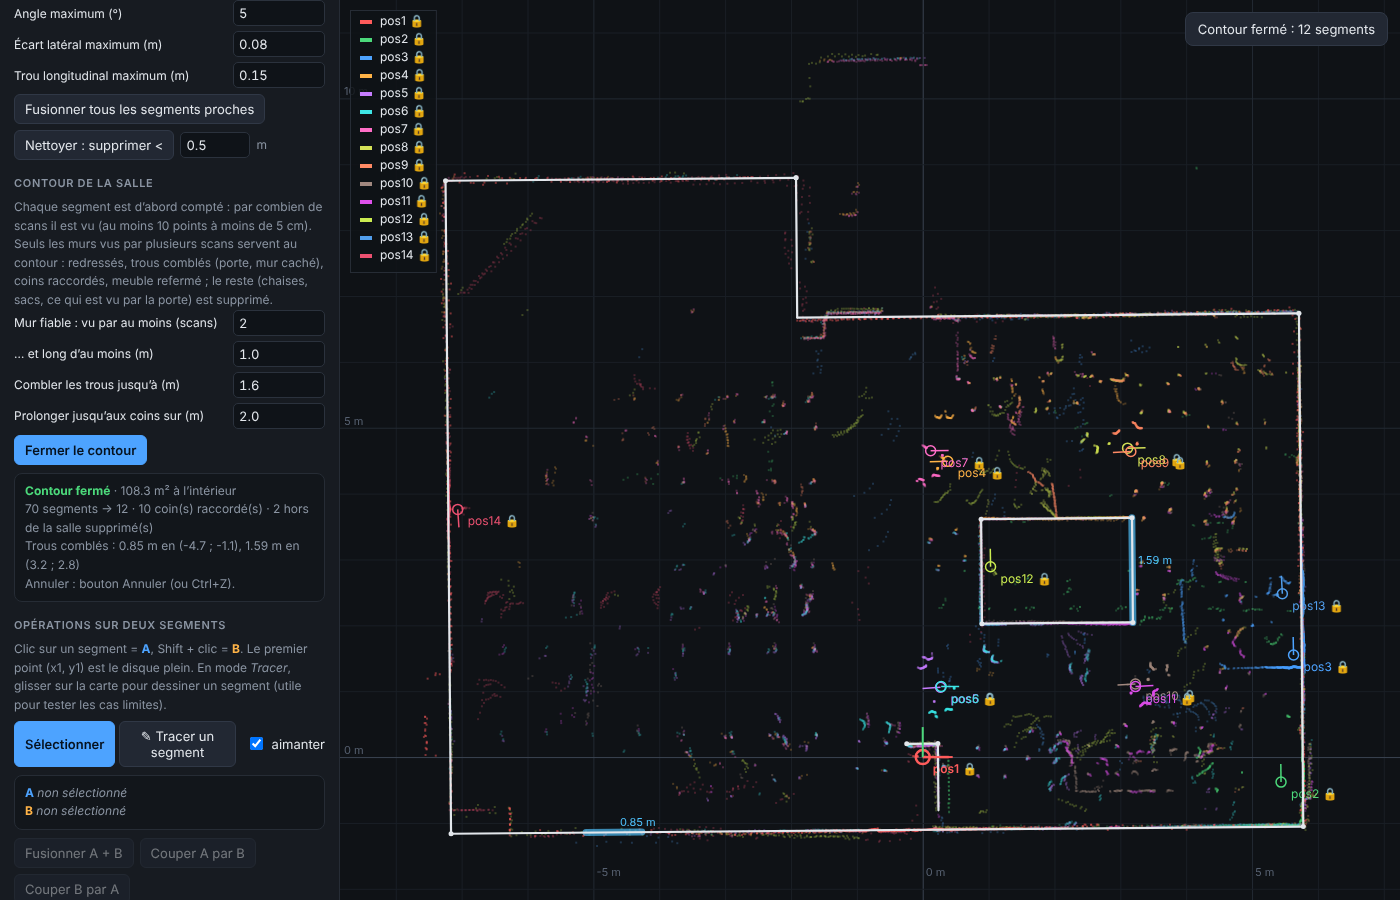 Angle maximum (°) 5
Écart latéral maximum (m) 0.08
Trou longitudinal maximum (m) 0.15
Fusionner tous les segments proches
Nettoyer : supprimer < 0.5 m
CONTOUR DE LA SALLE
Chaque segment est d’abord compté : par combien de
scans il est vu (au moins 10 points à moins de 5 cm).
Seuls les murs vus par plusieurs scans servent au
contour : redressés, trous comblés (porte, mur caché),
coins raccordés, meuble refermé ; le reste (chaises,
sacs, ce qui est vu par la porte) est supprimé.
Mur fiable : vu par au moins (scans) 2
... et long d’au moins (m) 1.0
Combler les trous jusqu’à (m) 1.6
Prolonger jusqu’aux coins sur (m) 2.0
Fermer le contour
Contour fermé · 108.3 m² à l’intérieur
70 segments → 12 · 10 coin(s) raccordé(s) · 2 hors
de la salle supprimé(s)
Trous comblés : 0.85 m en (-4.7 ; -1.1), 1.59 m en
(3.2 ; 2.8)
Annuler : bouton Annuler (ou Ctrl+Z).
OPÉRATIONS SUR DEUX SEGMENTS
Clic sur un segment = A, Shift + clic = B. Le premier
point (x1, y1) est le disque plein. En mode Tracer,
glisser sur la carte pour dessiner un segment (utile
pour tester les cas limites).
Sélectionner
✎ Tracer un
segment
aimanter
A non sélectionné
B non sélectionné
Fusionner A + B
Couper A par B
Couper B par A
pos1
pos2
pos3
pos4
pos5
pos6
pos7
pos8
pos9
pos10
pos11
pos12
pos13
pos14
Contour fermé : 12 segments
5 m
pos7
pos4
pos8
pos9
pos14
1.59 m
pos12
pos13
pos3
pos6
pos10
pos11
0 m
pos1
pos2
0.85 m
-5 m
0 m
5 m